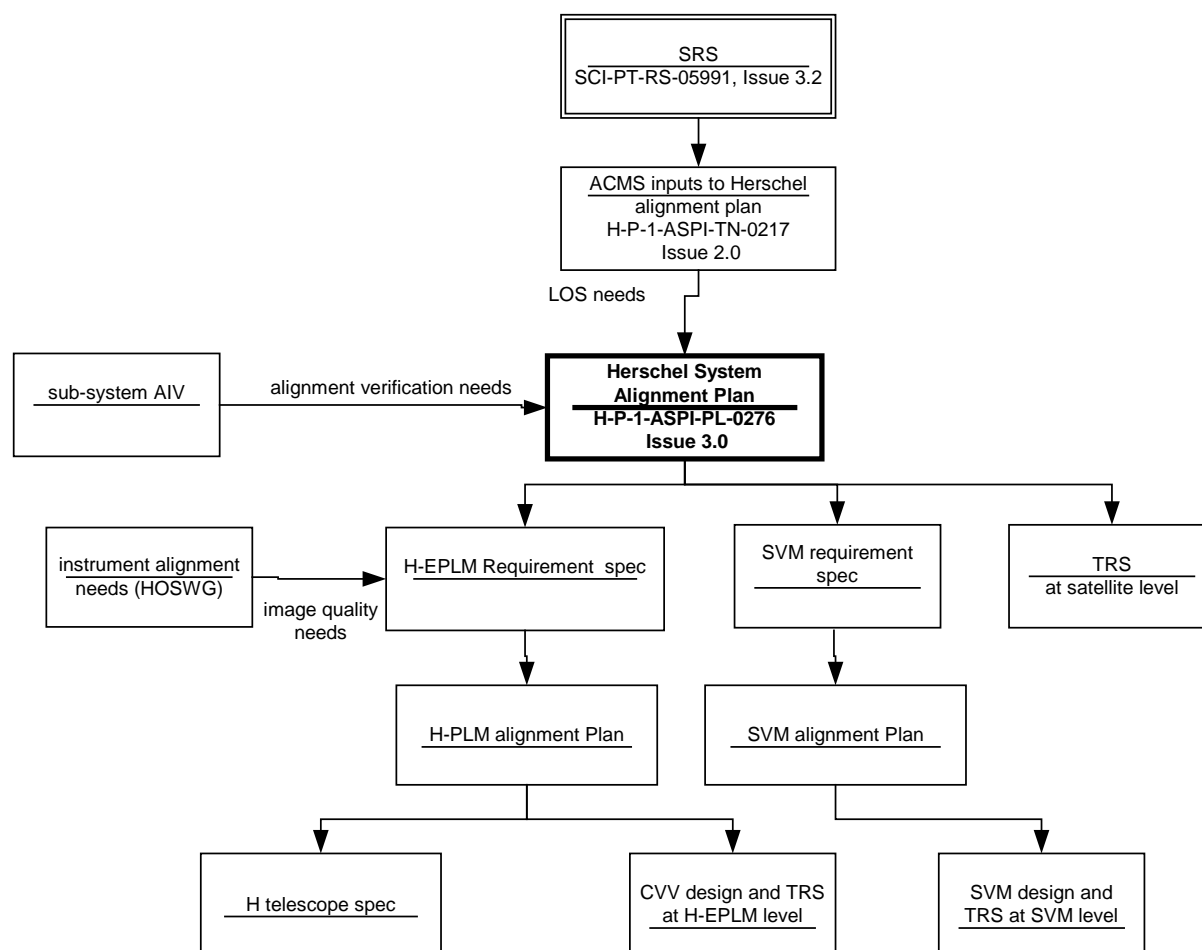 SRS
SCI-PT-RS-05991, Issue 3.2
ACMS inputs to Herschel
alignment plan
H-P-1-ASPI-TN-0217
Issue 2.0
LOS needs
sub-system AIV
alignment verification needs
Herschel System
Alignment Plan
H-P-1-ASPI-PL-0276
Issue 3.0
instrument alignment
needs (HOSWG)
image quality
needs
H-EPLM Requirement spec
SVM requirement
spec
TRS
at satellite level
H-PLM alignment Plan
SVM alignment Plan
H telescope spec
CVV design and TRS
at H-EPLM level
SVM design and
TRS at SVM level